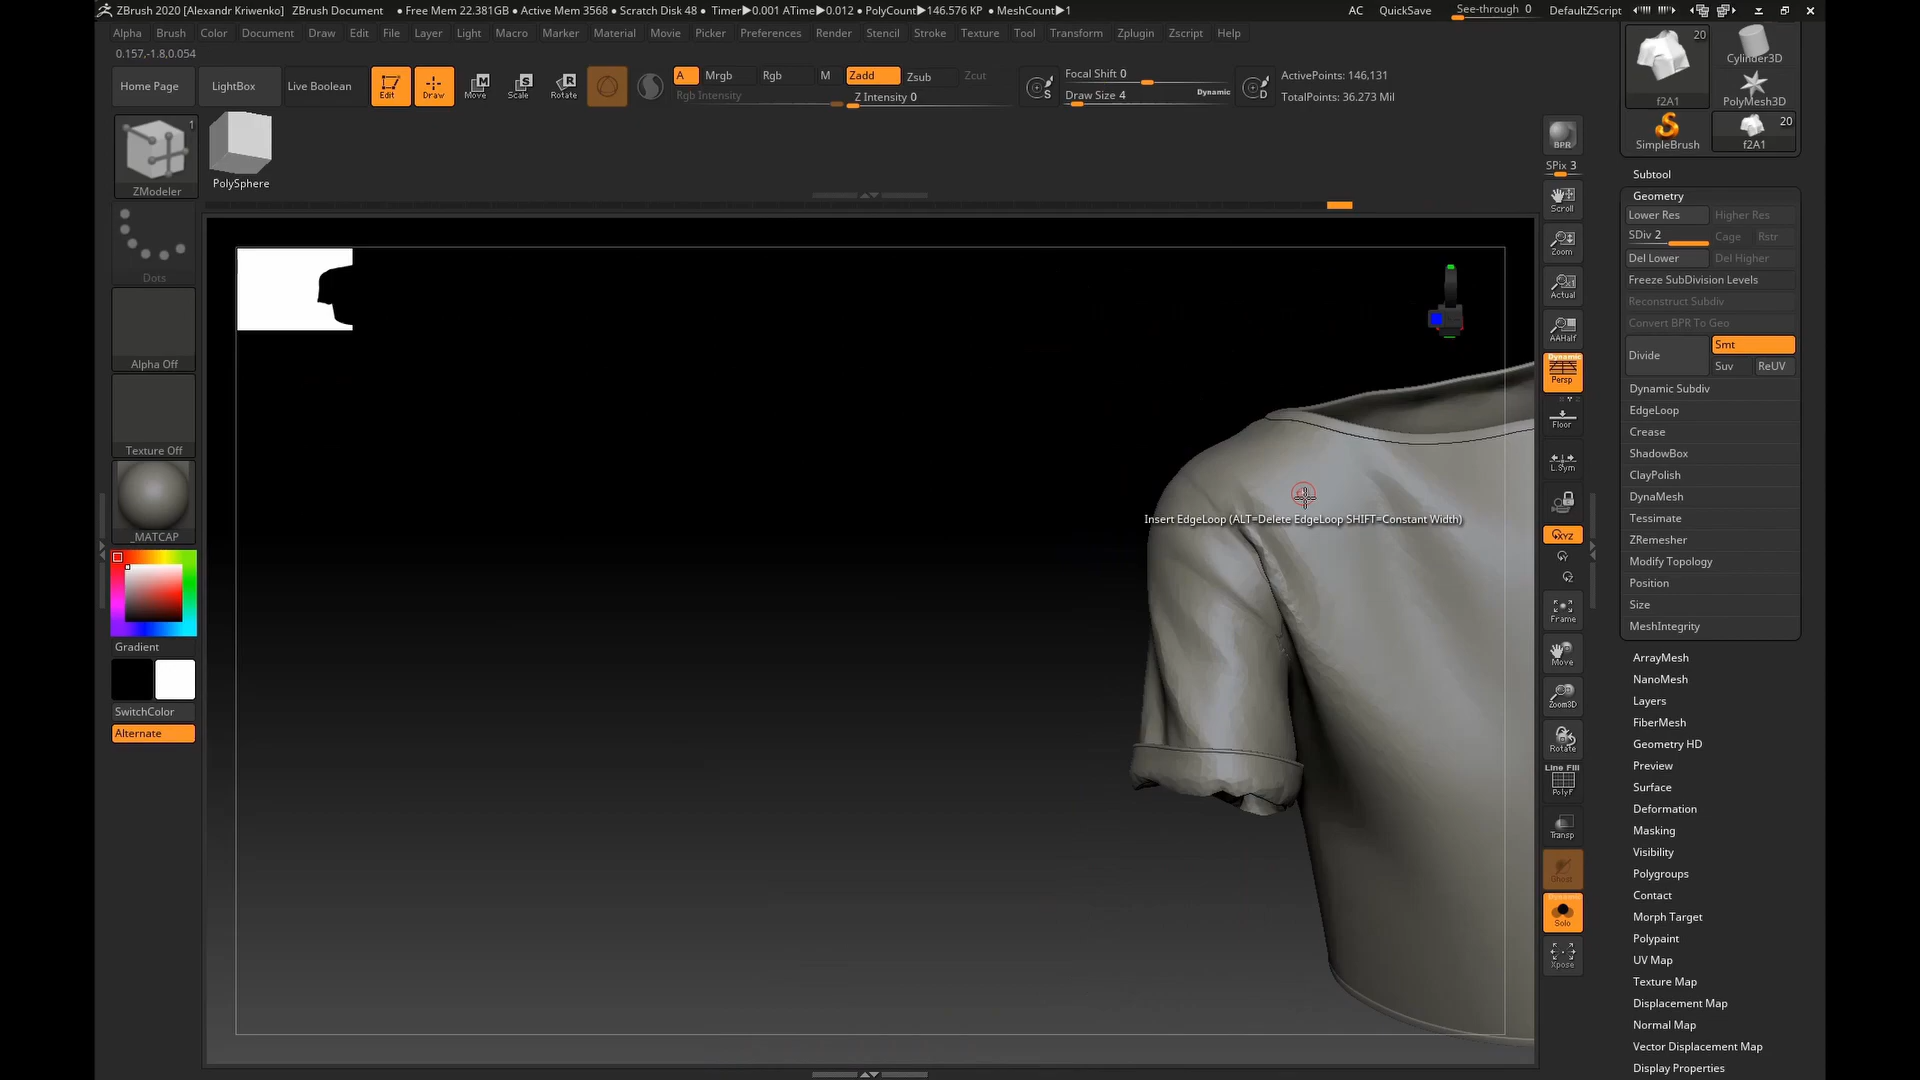 ZBrush 2020 [Alexandr Kriwenko] ZBrush Document • Free Mem 22.381GB • Active Mem 3568 • Scratch Disk 48 • Timer▶0.001 ATime▶0.012 • PolyCount▶146.576 KP • MeshCount▶1 AC QuickSave See-through 0 DefaultZScript
Alpha Brush Color Document Draw Edit File Layer Light Macro Marker Material Movie Picker Preferences Render Stencil Stroke Texture Tool Transform Zplugin Zscript Help
0.157,-1.8,0.054
Home Page LightBox Live Boolean Edit Draw Move Scale Rotate
A Mrgb Rgb M Zadd Zsub Zcut
Rgb Intensity Z Intensity 0
Focal Shift 0
Draw Size 4 Dynamic
S
D
ActivePoints: 146,131
TotalPoints: 36.273 Mil
1
ZModeler
PolySphere
Dots
Alpha Off
Texture Off
_MATCAP
Gradient
SwitchColor
Alternate
Insert EdgeLoop (ALT=Delete EdgeLoop SHIFT=Constant Width)
BPR
SPix 3
Scroll
Zoom
Actual
AAHalf
Dynamic
Persp
Floor
L.Sym
XYZ
Y
Z
Frame
Move
Zoom3D
Rotate
Line Fill
PolyF
Transp
Ghost
Dynamic
Solo
Xpose
20
f2A1
Cylinder3D
PolyMesh3D
SimpleBrush
20
f2A1
Subtool
Geometry
Lower Res Higher Res
SDiv 2 Cage Rstr
Del Lower Del Higher
Freeze SubDivision Levels
Reconstruct Subdiv
Convert BPR To Geo
Divide Smt
Suv ReUV
Dynamic Subdiv
EdgeLoop
Crease
ShadowBox
ClayPolish
DynaMesh
Tessimate
ZRemesher
Modify Topology
Position
Size
MeshIntegrity
ArrayMesh
NanoMesh
Layers
FiberMesh
Geometry HD
Preview
Surface
Deformation
Masking
Visibility
Polygroups
Contact
Morph Target
Polypaint
UV Map
Texture Map
Displacement Map
Normal Map
Vector Displacement Map
Display Properties